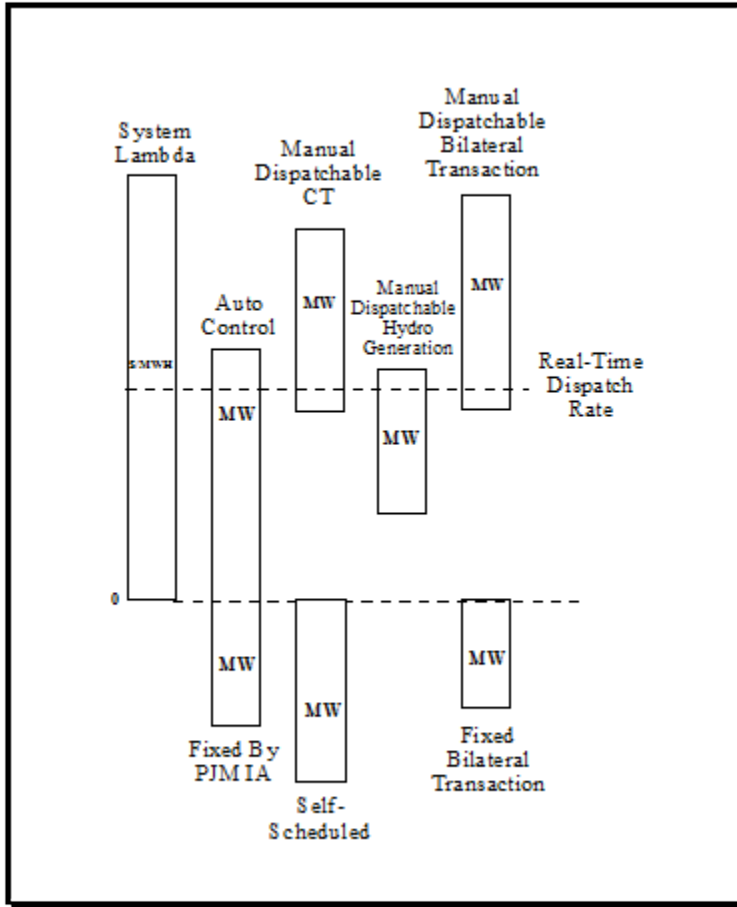 System
Lambda
Manual
Dispatchable
CT
Manual
Dispatchable
Bilateral
Transaction
Auto
Control
MW
Manual
Dispatchable
Hydro
Generation
MW
$/MWH
Real-Time
Dispatch
Rate
MW
MW
0
MW
MW
MW
Fixed By
PJM IA
Self-
Scheduled
Fixed
Bilateral
Transaction